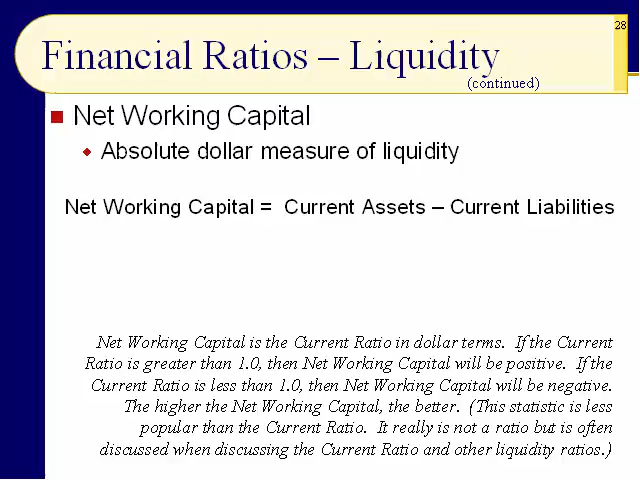 28
Financial Ratios – Liquidity
(continued)
Net Working Capital
Absolute dollar measure of liquidity
Net Working Capital = Current Assets – Current Liabilities
Net Working Capital is the Current Ratio in dollar terms. If the Current
Ratio is greater than 1.0, then Net Working Capital will be positive. If the
Current Ratio is less than 1.0, then Net Working Capital will be negative.
The higher the Net Working Capital, the better. (This statistic is less
popular than the Current Ratio. It really is not a ratio but is often
discussed when discussing the Current Ratio and other liquidity ratios.)